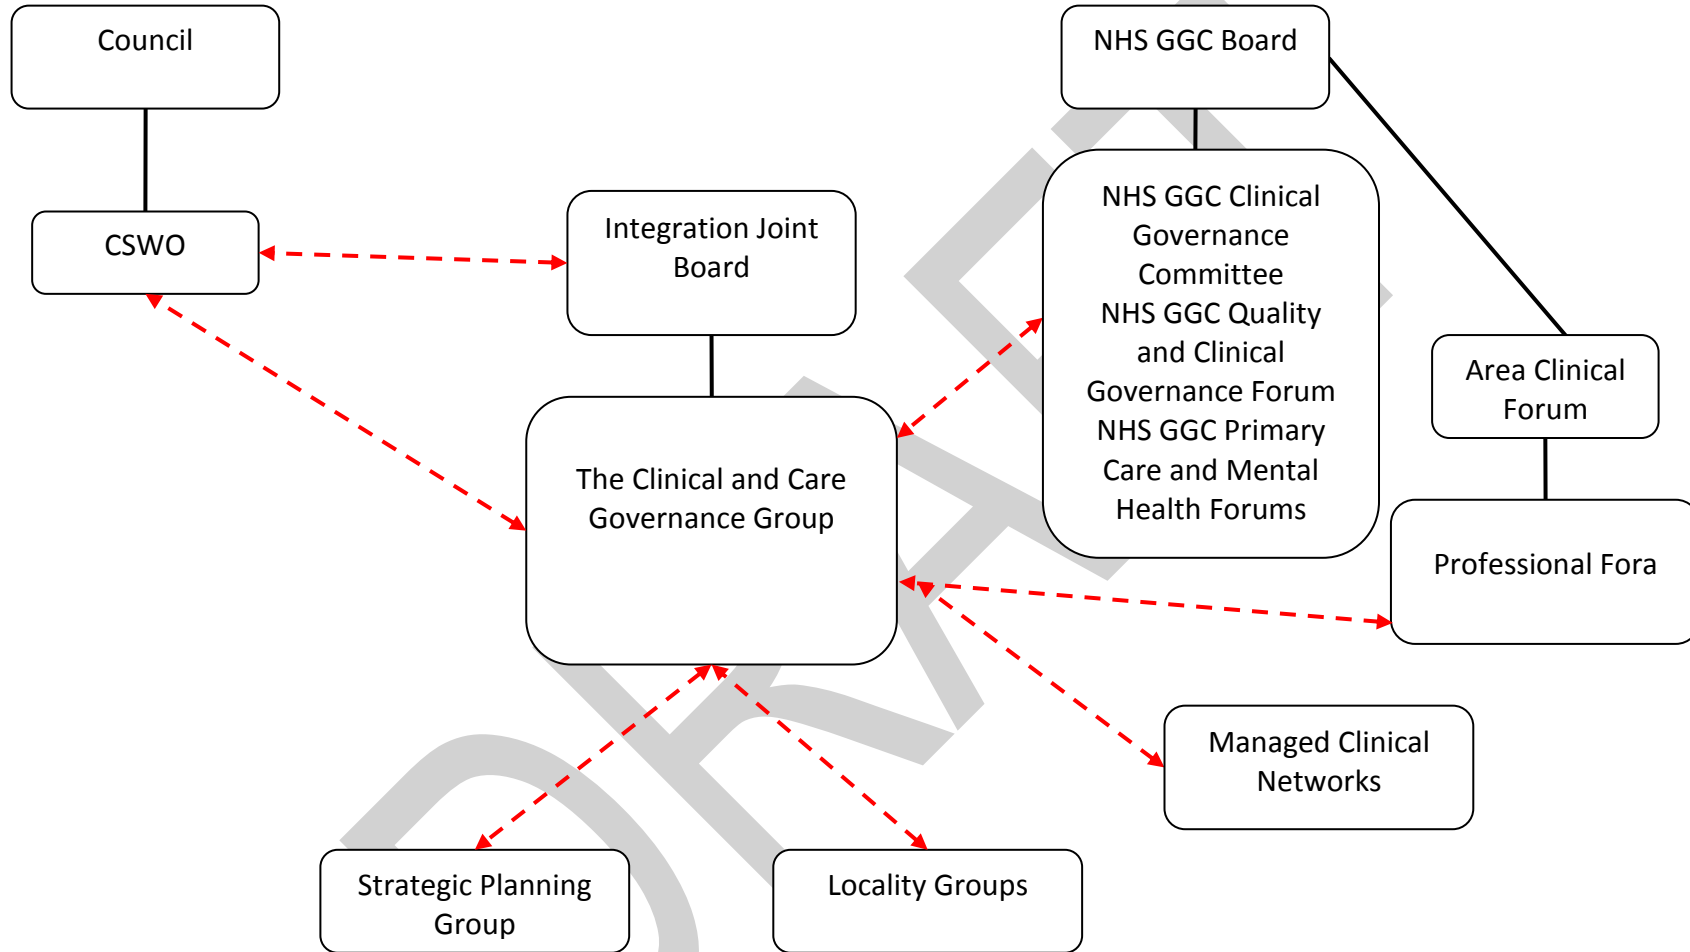 Council
NHS GGC Board
CSWO
Integration Joint
Board
NHS GGC Clinical
Governance
Committee
NHS GGC Quality
and Clinical
Governance Forum
NHS GGC Primary
Care and Mental
Health Forums
Area Clinical
Forum
The Clinical and Care
Governance Group
Professional Fora
Managed Clinical
Networks
Strategic Planning
Group
Locality Groups
DRAFT